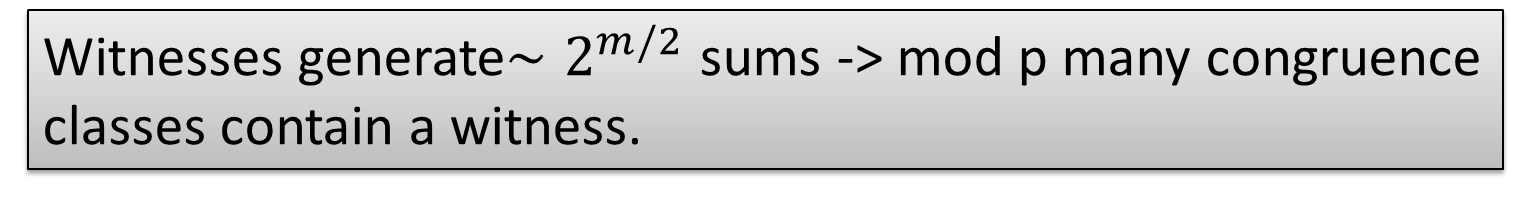 Witnesses generate~ 2^{m/2} sums -> mod p many congruence
classes contain a witness.